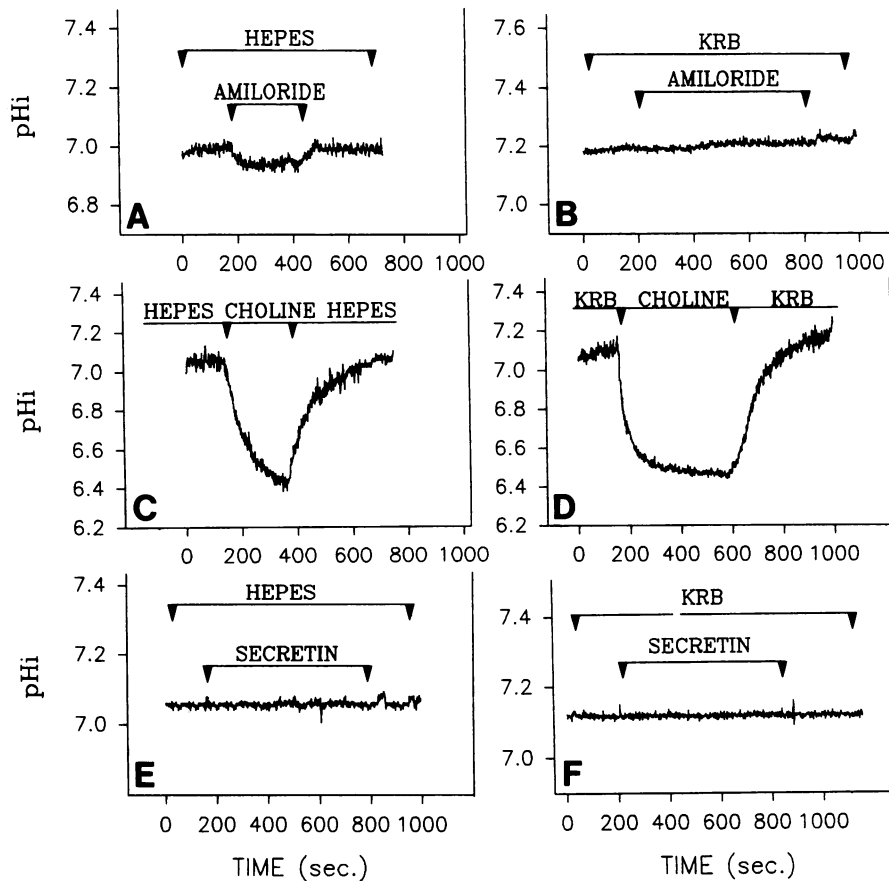 HEPES
AMILORIDE
pHi
7.4
7.2
7.0
6.8
A
0 200 400 600 800 1000
KRB
AMILORIDE
7.6
7.4
7.2
7.0
B
0 200 400 600 800 1000
HEPES CHOLINE HEPES
pHi
7.4
7.0
6.8
6.6
6.4
6.2
C
0 200 400 600 800 1000
KRB CHOLINE KRB
7.4
7.2
7.0
6.8
6.6
6.4
6.2
D
0 200 400 600 800 1000
HEPES
SECRETIN
pHi
7.4
7.2
7.0
E
0 200 400 600 800 1000
TIME (sec.)
KRB
SECRETIN
7.4
7.2
7.0
F
0 200 400 600 800 1000
TIME (sec.)